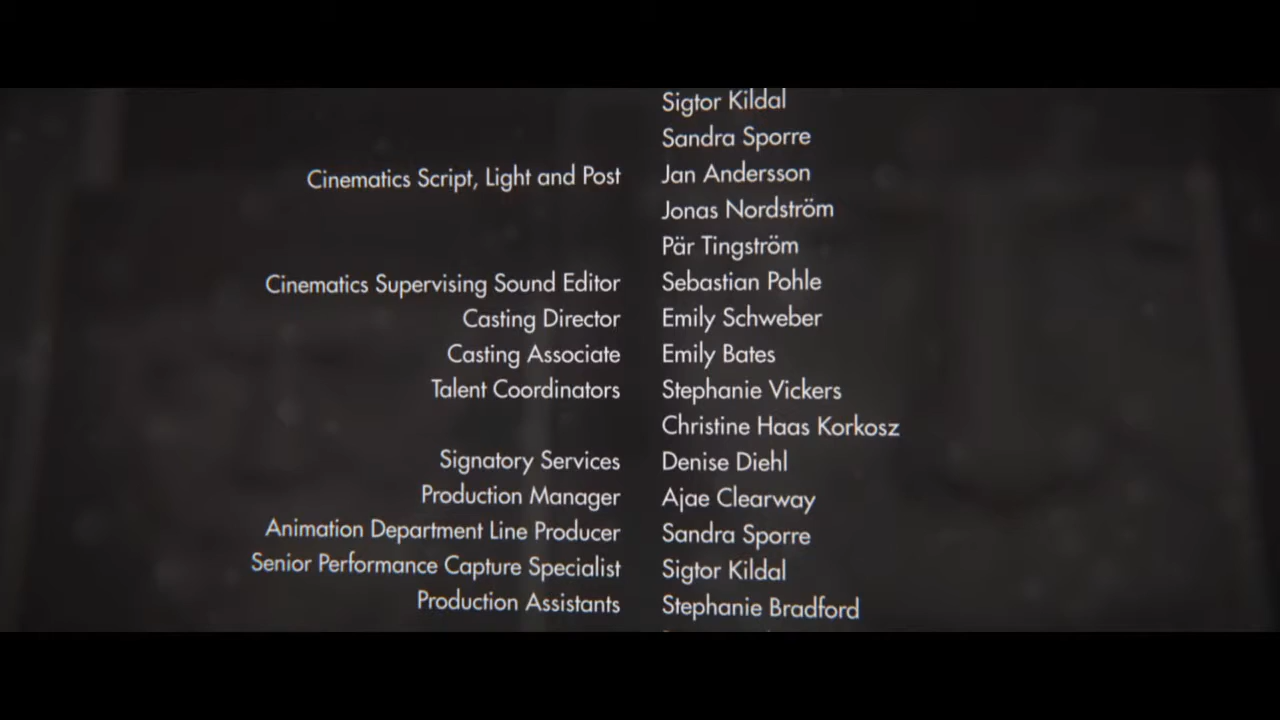 Sigtor Kildal
Sandra Sporre
Cinematics Script, Light and Post Jan Andersson
Jonas Nordström
Pär Tingström
Cinematics Supervising Sound Editor Sebastian Pohle
Casting Director Emily Schweber
Casting Associate Emily Bates
Talent Coordinators Stephanie Vickers
Christine Haas Korkosz
Signatory Services Denise Diehl
Production Manager Ajae Clearway
Animation Department Line Producer Sandra Sporre
Senior Performance Capture Specialist Sigtor Kildal
Production Assistants Stephanie Bradford